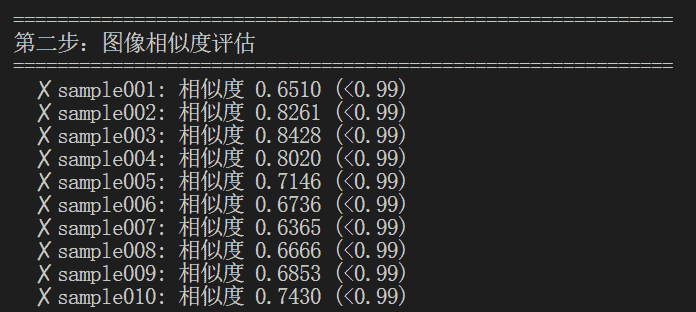 ============================================================
第二步：图像相似度评估
============================================================
✗ sample001: 相似度 0.6510 (<0.99)
✗ sample002: 相似度 0.8261 (<0.99)
✗ sample003: 相似度 0.8428 (<0.99)
✗ sample004: 相似度 0.8020 (<0.99)
✗ sample005: 相似度 0.7146 (<0.99)
✗ sample006: 相似度 0.6736 (<0.99)
✗ sample007: 相似度 0.6365 (<0.99)
✗ sample008: 相似度 0.6666 (<0.99)
✗ sample009: 相似度 0.6853 (<0.99)
✗ sample010: 相似度 0.7430 (<0.99)